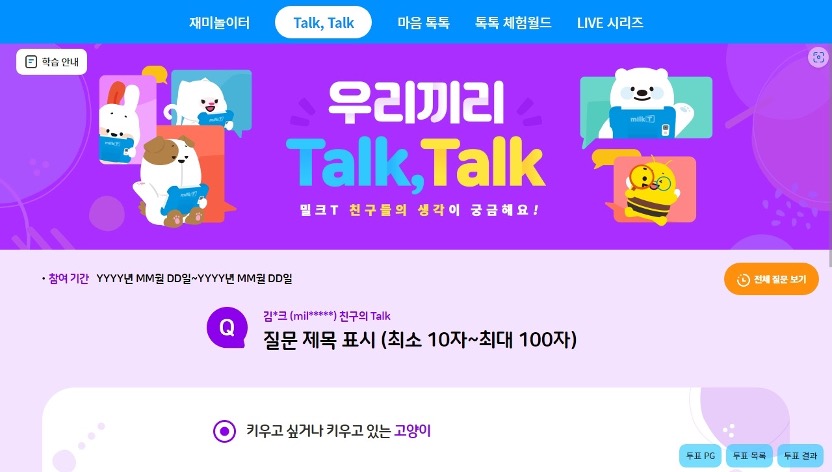 재미놀이터 Talk, Talk 마음 톡톡 톡톡 체험월드 LIVE 시리즈
학습 안내
우리끼리
Talk,Talk
밀크T 친구들의 생각이 궁금해요!
milkT
milkT
milkT
milkT
• 참여 기간 YYYY년 MM월 DD일~YYYY년 MM월 DD일
전체 질문 보기
김*크 (mil*****) 친구의 Talk
Q 질문 제목 표시 (최소 10자~최대 100자)
키우고 싶거나 키우고 있는 고양이
투표 PG 투표 목록 투표 결과